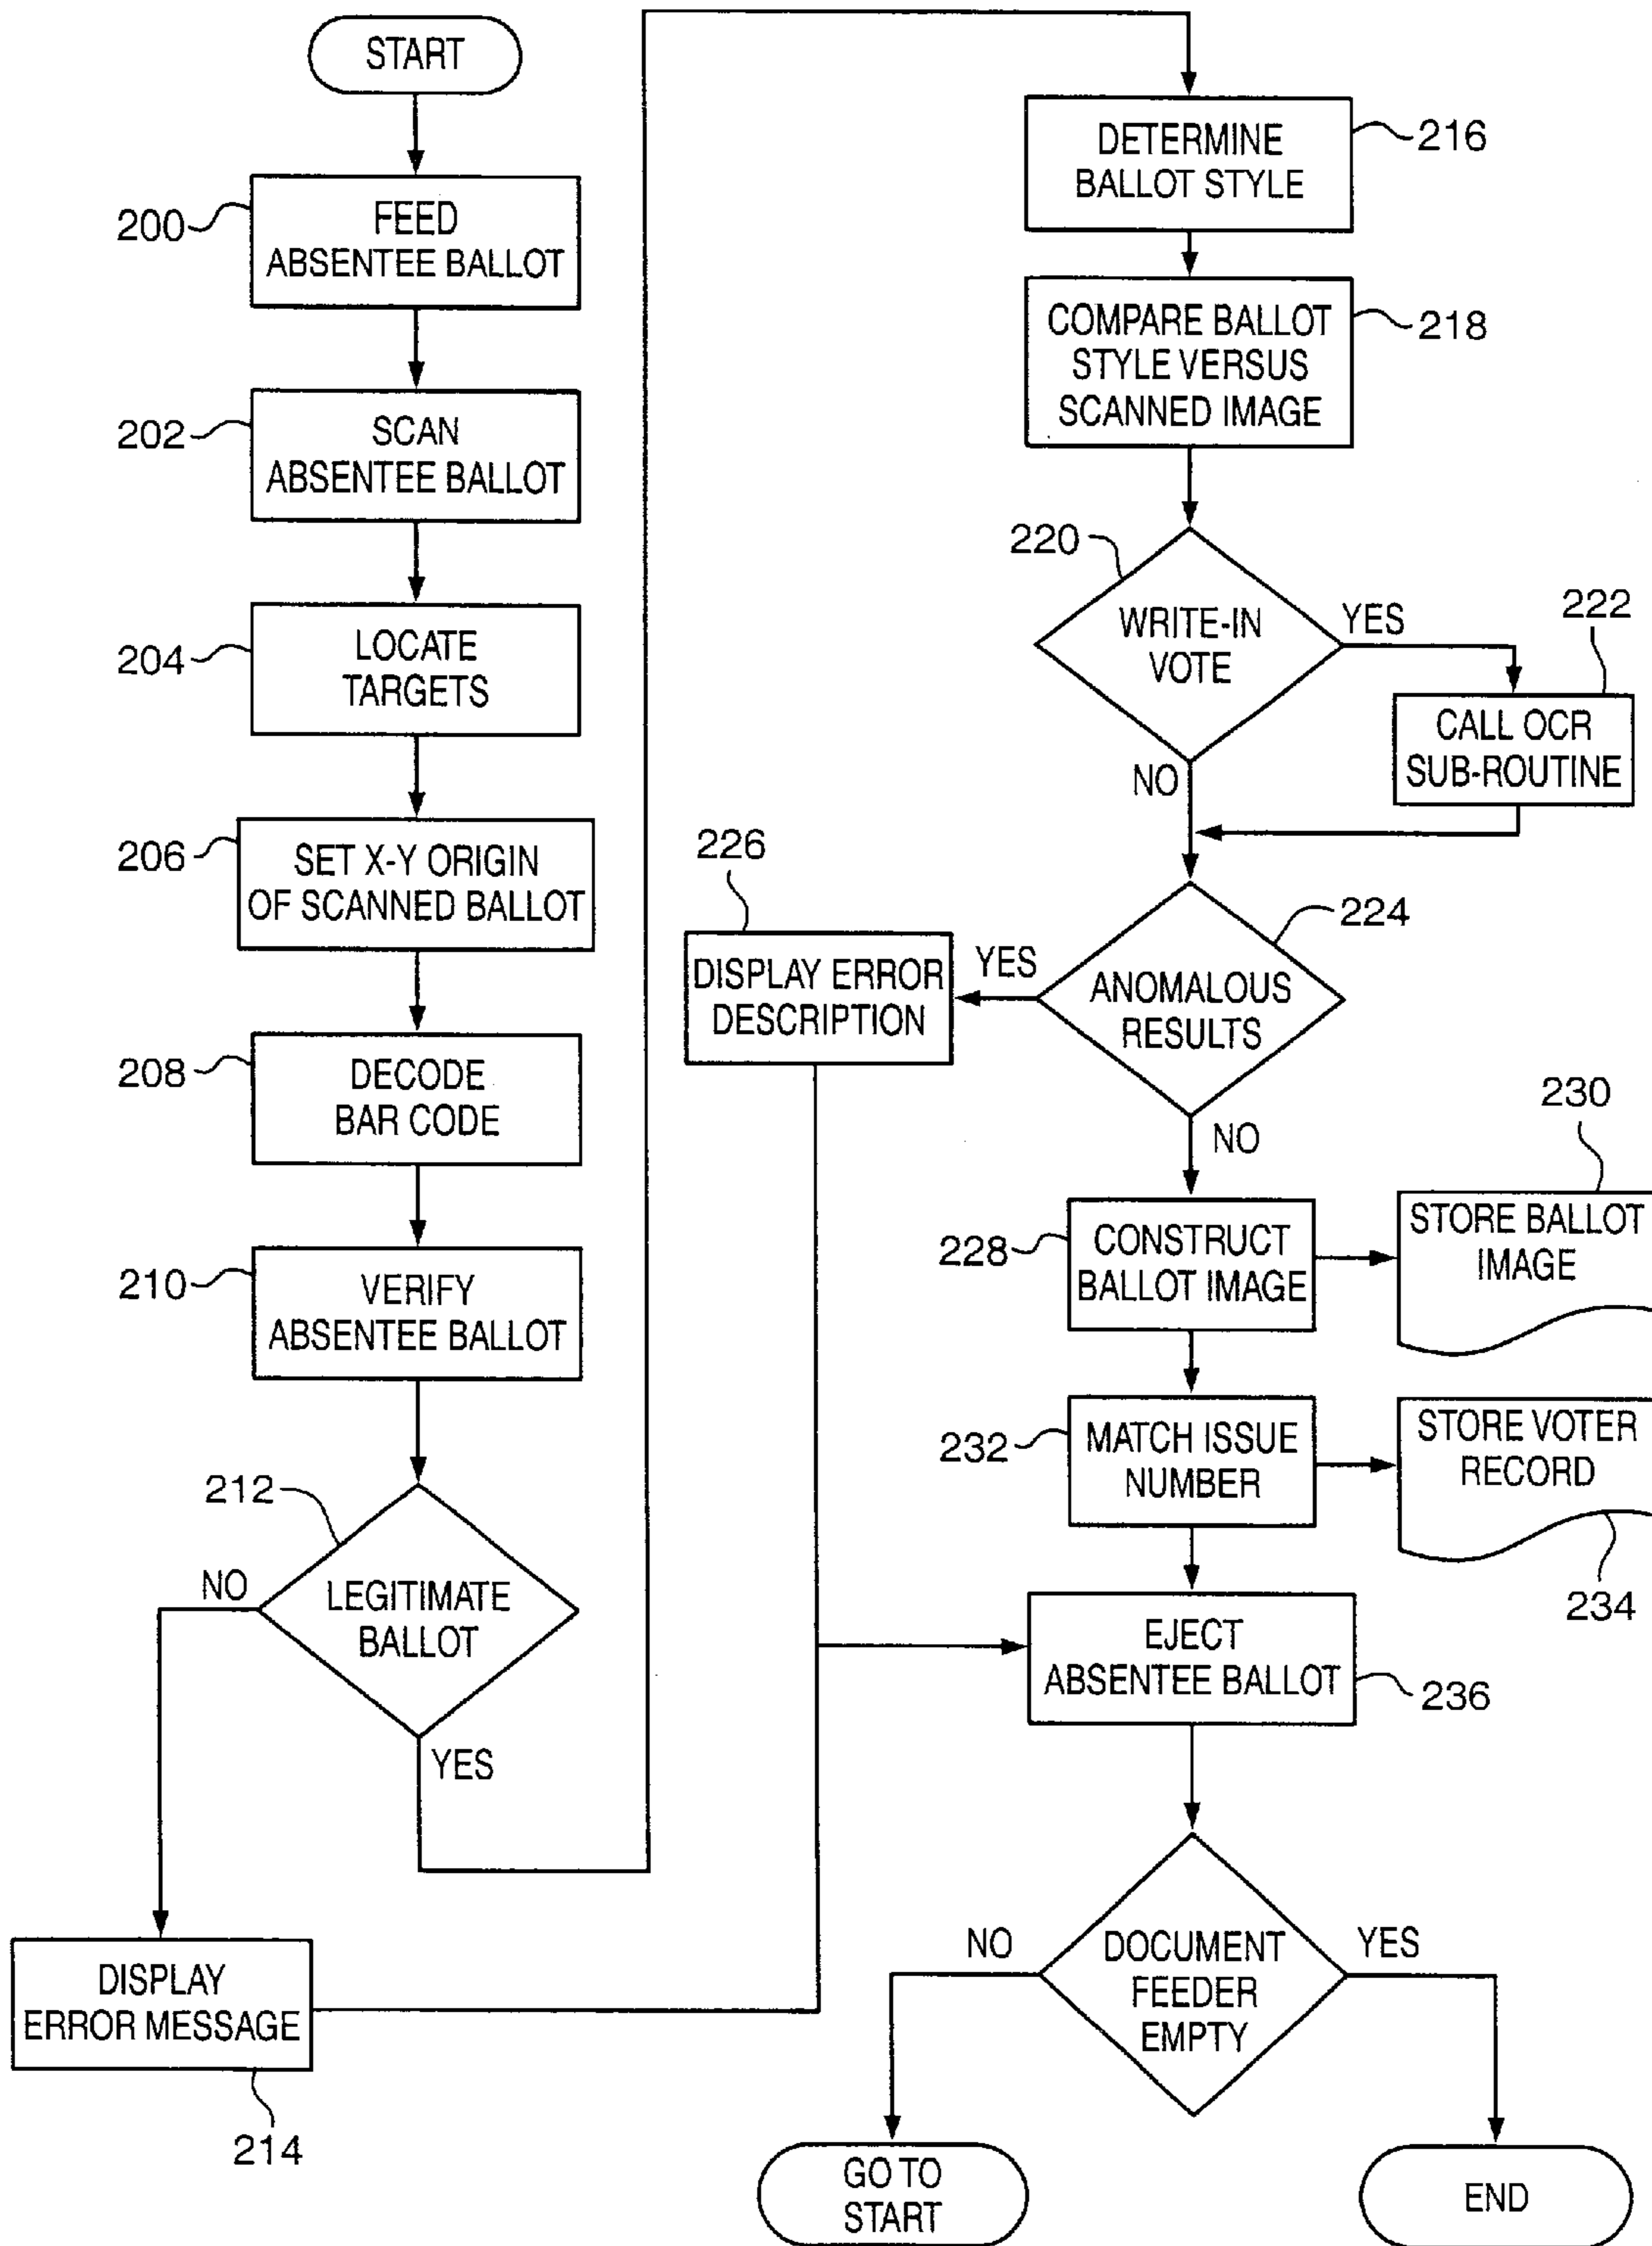 START
200
FEED
ABSENTEE BALLOT
202
SCAN
ABSENTEE BALLOT
204
LOCATE
TARGETS
206
SET X-Y ORIGIN
OF SCANNED BALLOT
208
DECODE
BAR CODE
210
VERIFY
ABSENTEE BALLOT
212
LEGITIMATE
BALLOT
NO
YES
DISPLAY
ERROR MESSAGE
214
DETERMINE
BALLOT STYLE
216
COMPARE BALLOT
STYLE VERSUS
SCANNED IMAGE
218
220
WRITE-IN
VOTE
YES
NO
222
CALL OCR
SUB-ROUTINE
224
ANOMALOUS
RESULTS
YES
NO
226
DISPLAY ERROR
DESCRIPTION
228
CONSTRUCT
BALLOT IMAGE
230
STORE BALLOT
IMAGE
232
MATCH ISSUE
NUMBER
STORE VOTER
RECORD
234
EJECT
ABSENTEE BALLOT
236
DOCUMENT
FEEDER
EMPTY
NO
YES
GO TO
START
END